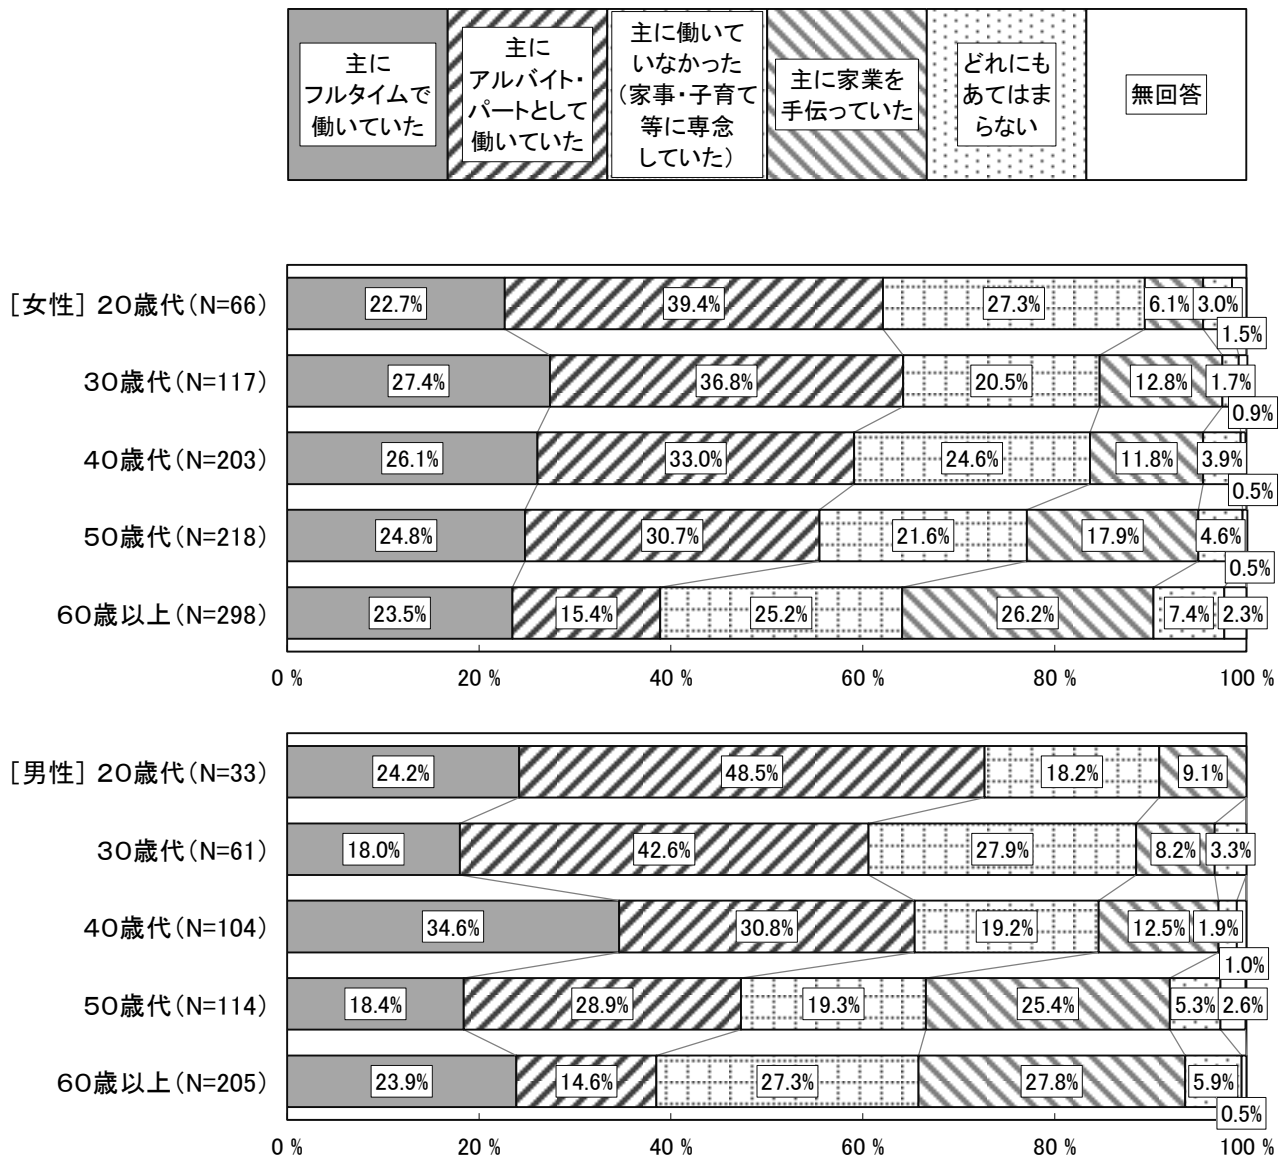 主に
フルタイムで
働いていた
主に
アルバイト・
パートとして
働いていた
主に働いて
いなかった
（家事・子育て
等に専念
していた）
主に家業を
手伝っていた
どれにも
あてはま
らない
無回答
［女性］ ２０歳代（N=66）
22.7%
39.4%
27.3%
6.1%
3.0%
1.5%
３０歳代（N=117）
27.4%
36.8%
20.5%
12.8%
1.7%
0.9%
４０歳代（N=203）
26.1%
33.0%
24.6%
11.8%
3.9%
0.5%
５０歳代（N=218）
24.8%
30.7%
21.6%
17.9%
4.6%
0.5%
６０歳以上（N=298）
23.5%
15.4%
25.2%
26.2%
7.4%
2.3%
0 %
20 %
40 %
60 %
80 %
100 %
［男性］ ２０歳代（N=33）
24.2%
48.5%
18.2%
9.1%
３０歳代（N=61）
18.0%
42.6%
27.9%
8.2%
3.3%
４０歳代（N=104）
34.6%
30.8%
19.2%
12.5%
1.9%
1.0%
５０歳代（N=114）
18.4%
28.9%
19.3%
25.4%
5.3%
2.6%
６０歳以上（N=205）
23.9%
14.6%
27.3%
27.8%
5.9%
0.5%
0 %
20 %
40 %
60 %
80 %
100 %